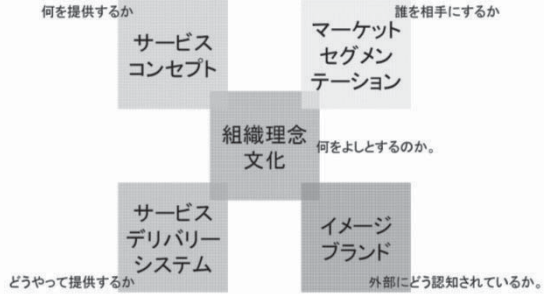 何を提供するか
誰を相手にするか
サービス
コンセプト
マーケット
セグメン
テーション
組織理念
文化
何をよしとするのか。
サービス
デリバリー
システム
イメージ
ブランド
どうやって提供するか
外部にどう認知されているか。